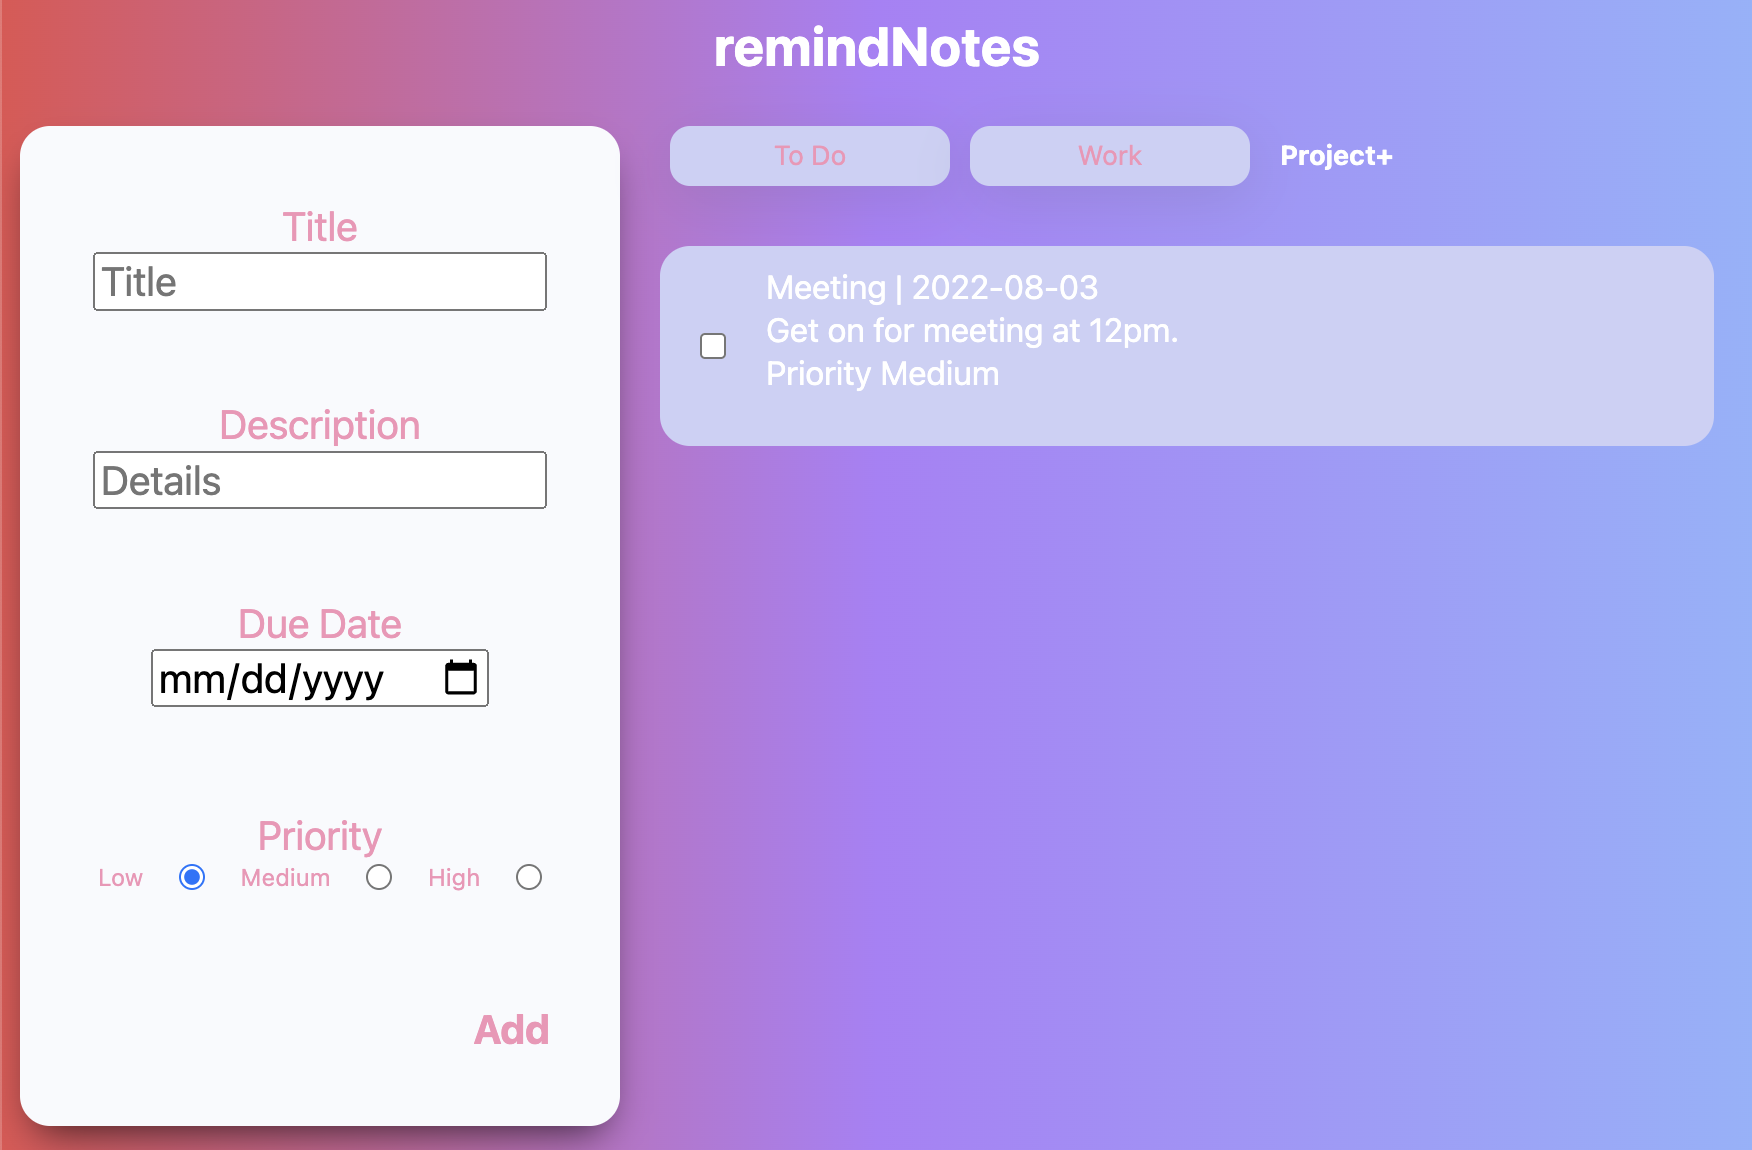 remindNotes
Title
Title
Description
Details
Due Date
mm/dd/yyyy
Priority
Low Medium High
Add
To Do Work Project+
Meeting | 2022-08-03
Get on for meeting at 12pm.
Priority Medium